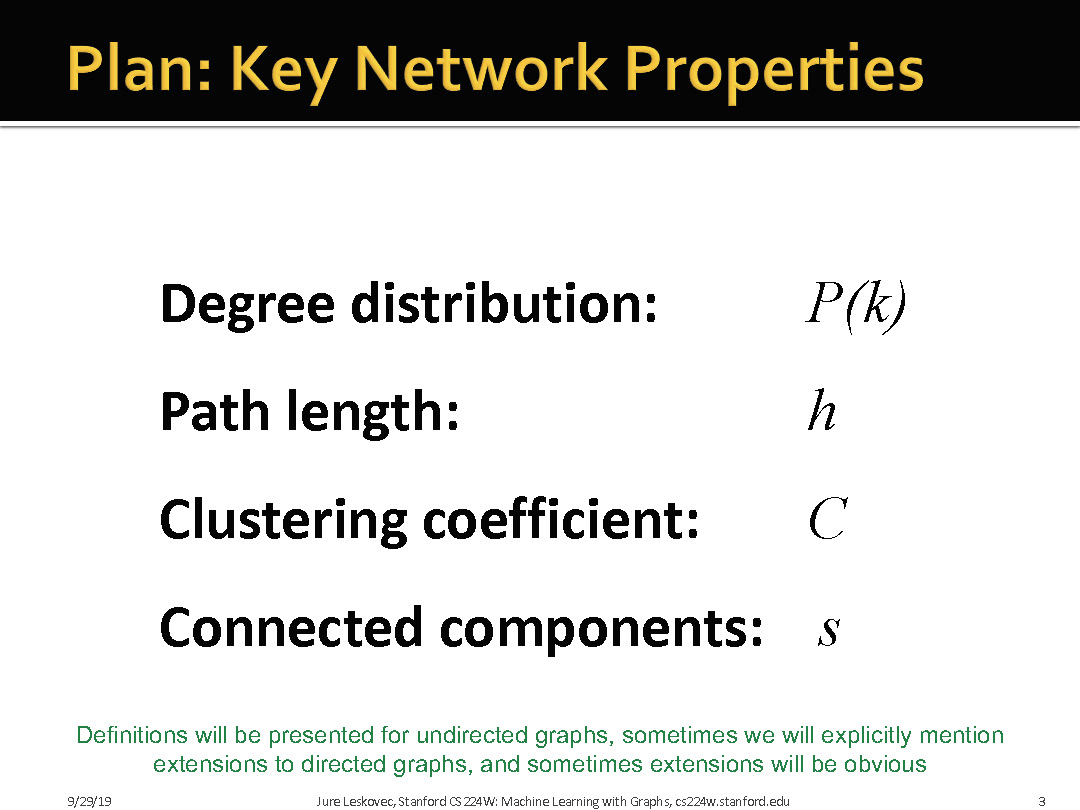 Plan: Key Network Properties
Degree distribution: P(k)
Path length: h
Clustering coefficient: C
Connected components: s
Definitions will be presented for undirected graphs, sometimes we will explicitly mention
extensions to directed graphs, and sometimes extensions will be obvious
9/29/19 Jure Leskovec, Stanford CS224W: Machine Learning with Graphs, cs224w.stanford.edu 3